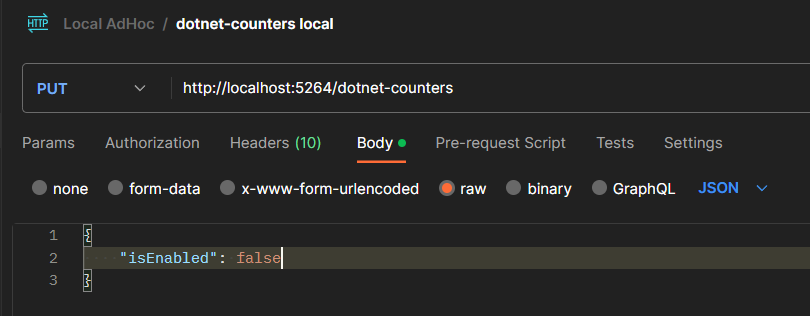 HTTP Local AdHoc / dotnet-counters local
PUT http://localhost:5264/dotnet-counters
Params Authorization Headers (10) Body Pre-request Script Tests Settings
none form-data x-www-form-urlencoded raw binary GraphQL JSON
1 {
2 "isEnabled": false
3 }